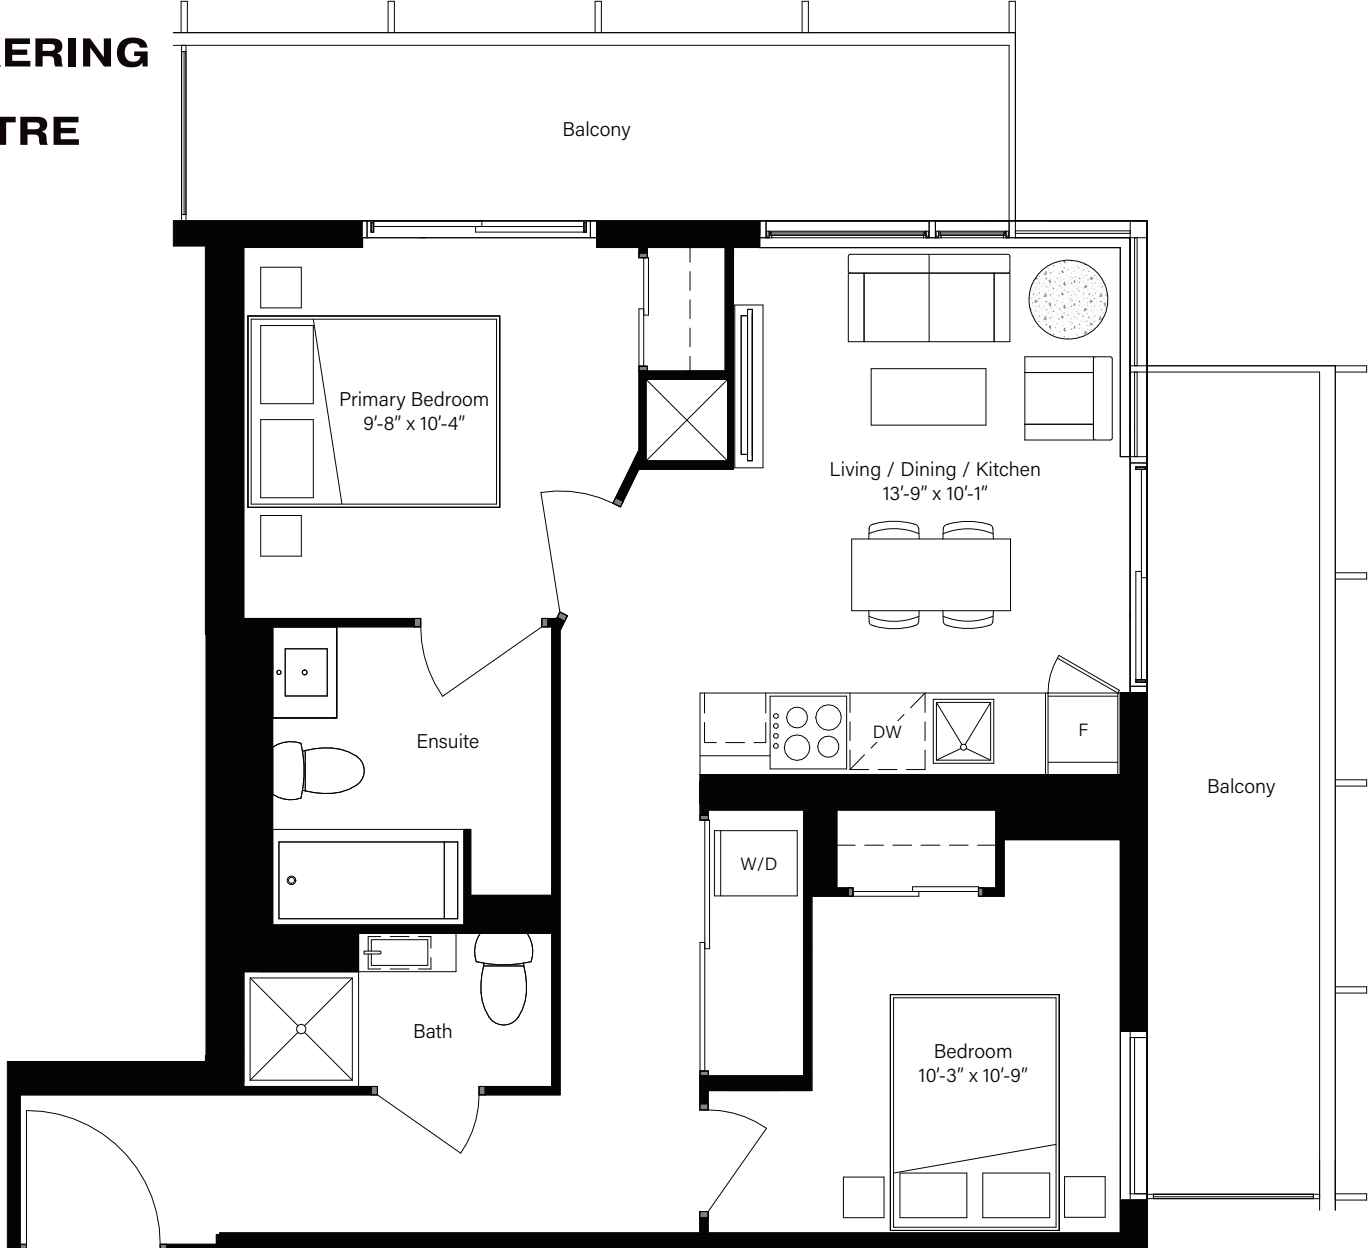 ERING
TRE
Balcony
Primary Bedroom
9'-8" x 10'-4"
Living / Dining / Kitchen
13'-9" x 10'-1"
DW
F
Ensuite
Balcony
W/D
Bath
Bedroom
10'-3" x 10'-9"